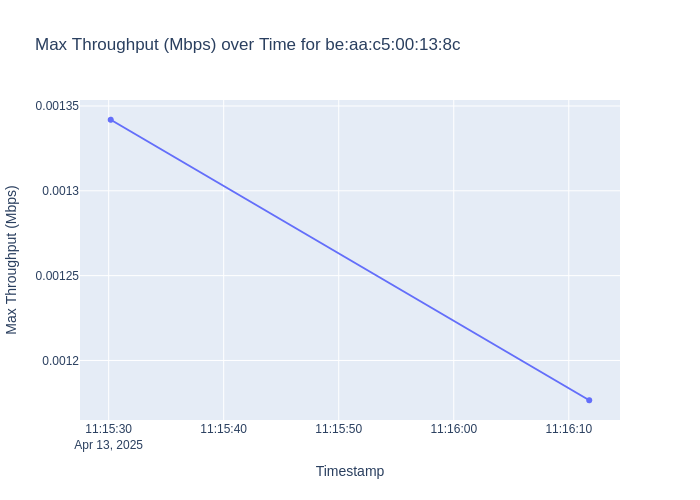 Max Throughput (Mbps) over Time for be:aa:c5:00:13:8c
Max Throughput (Mbps)
0.00135
0.0013
0.00125
0.0012
11:15:30
11:15:40
11:15:50
11:16:00
11:16:10
Apr 13, 2025
Timestamp